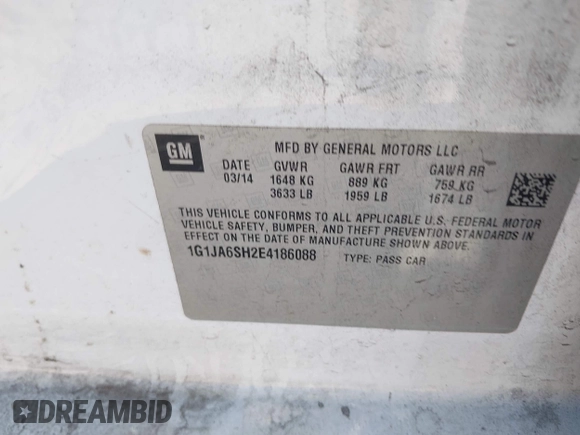 GM
MFD BY GENERAL MOTORS LLC
DATE GVWR GAWR FRT GAWR RR
03/14 1648 KG 889 KG 759 KG
3633 LB 1959 LB 1674 LB
THIS VEHICLE CONFORMS TO ALL APPLICABLE U.S. FEDERAL MOTOR
VEHICLE SAFETY, BUMPER, AND THEFT PREVENTION STANDARDS IN
EFFECT ON THE DATE OF MANUFACTURE SHOWN ABOVE.
1G1JA6SH2E4186088 TYPE: PASS CAR
DREAMBID